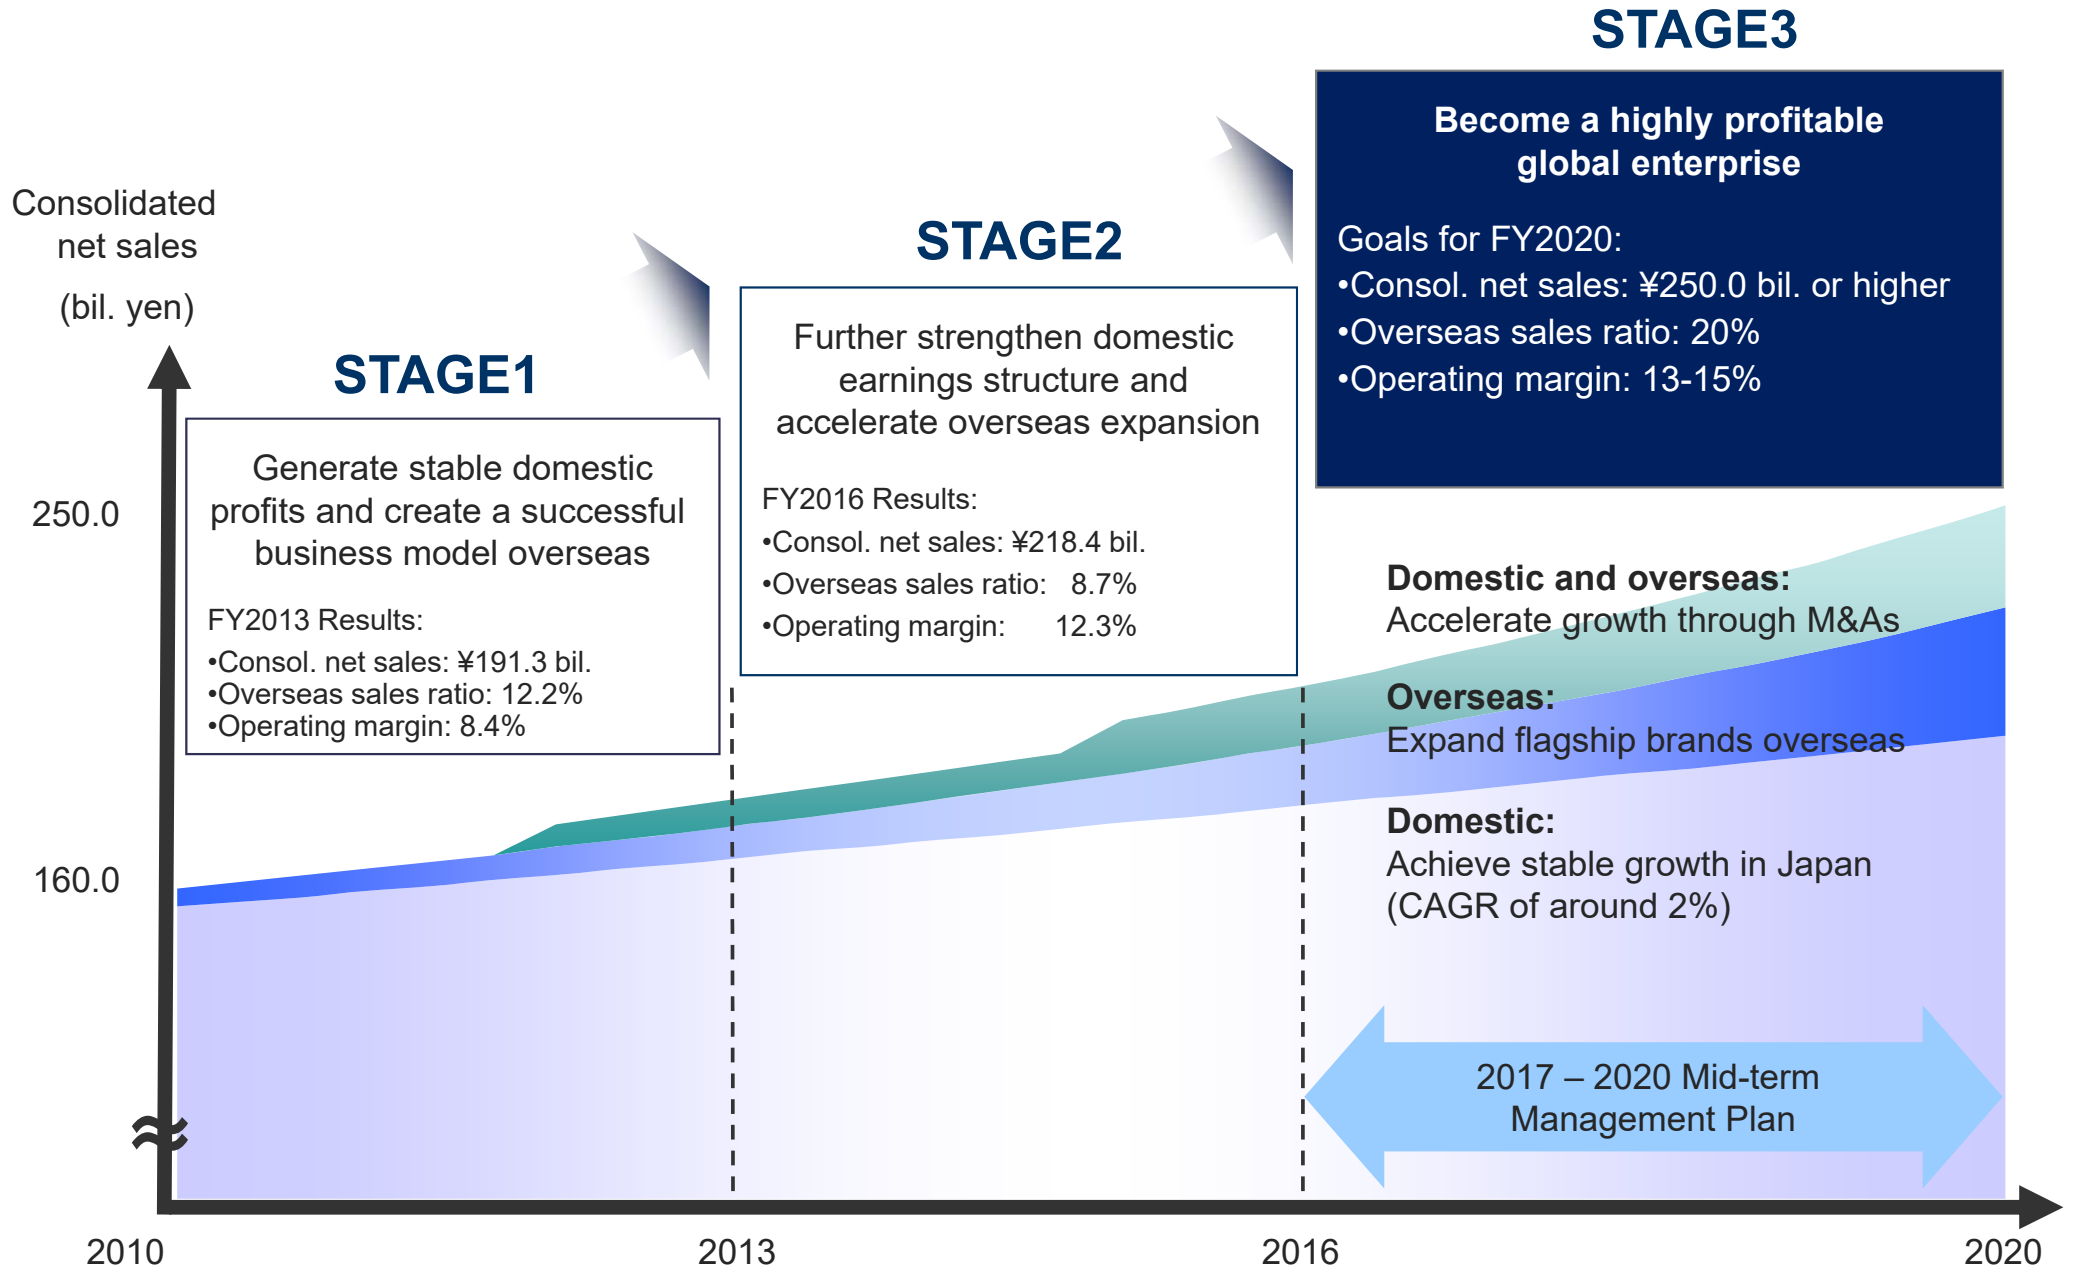 STAGE3
Become a highly profitable
global enterprise
Goals for FY2020:
•Consol. net sales: ¥250.0 bil. or higher
•Overseas sales ratio: 20%
•Operating margin: 13-15%
STAGE2
Further strengthen domestic
earnings structure and
accelerate overseas expansion
FY2016 Results:
•Consol. net sales: ¥218.4 bil.
•Overseas sales ratio: 8.7%
•Operating margin: 12.3%
Consolidated
net sales
(bil. yen)
STAGE1
Generate stable domestic
profits and create a successful
business model overseas
FY2013 Results:
•Consol. net sales: ¥191.3 bil.
•Overseas sales ratio: 12.2%
•Operating margin: 8.4%
250.0
160.0
Domestic and overseas:
Accelerate growth through M&As
Overseas:
Expand flagship brands overseas
Domestic:
Achieve stable growth in Japan
(CAGR of around 2%)
2017 – 2020 Mid-term
Management Plan
2010
2013
2016
2020